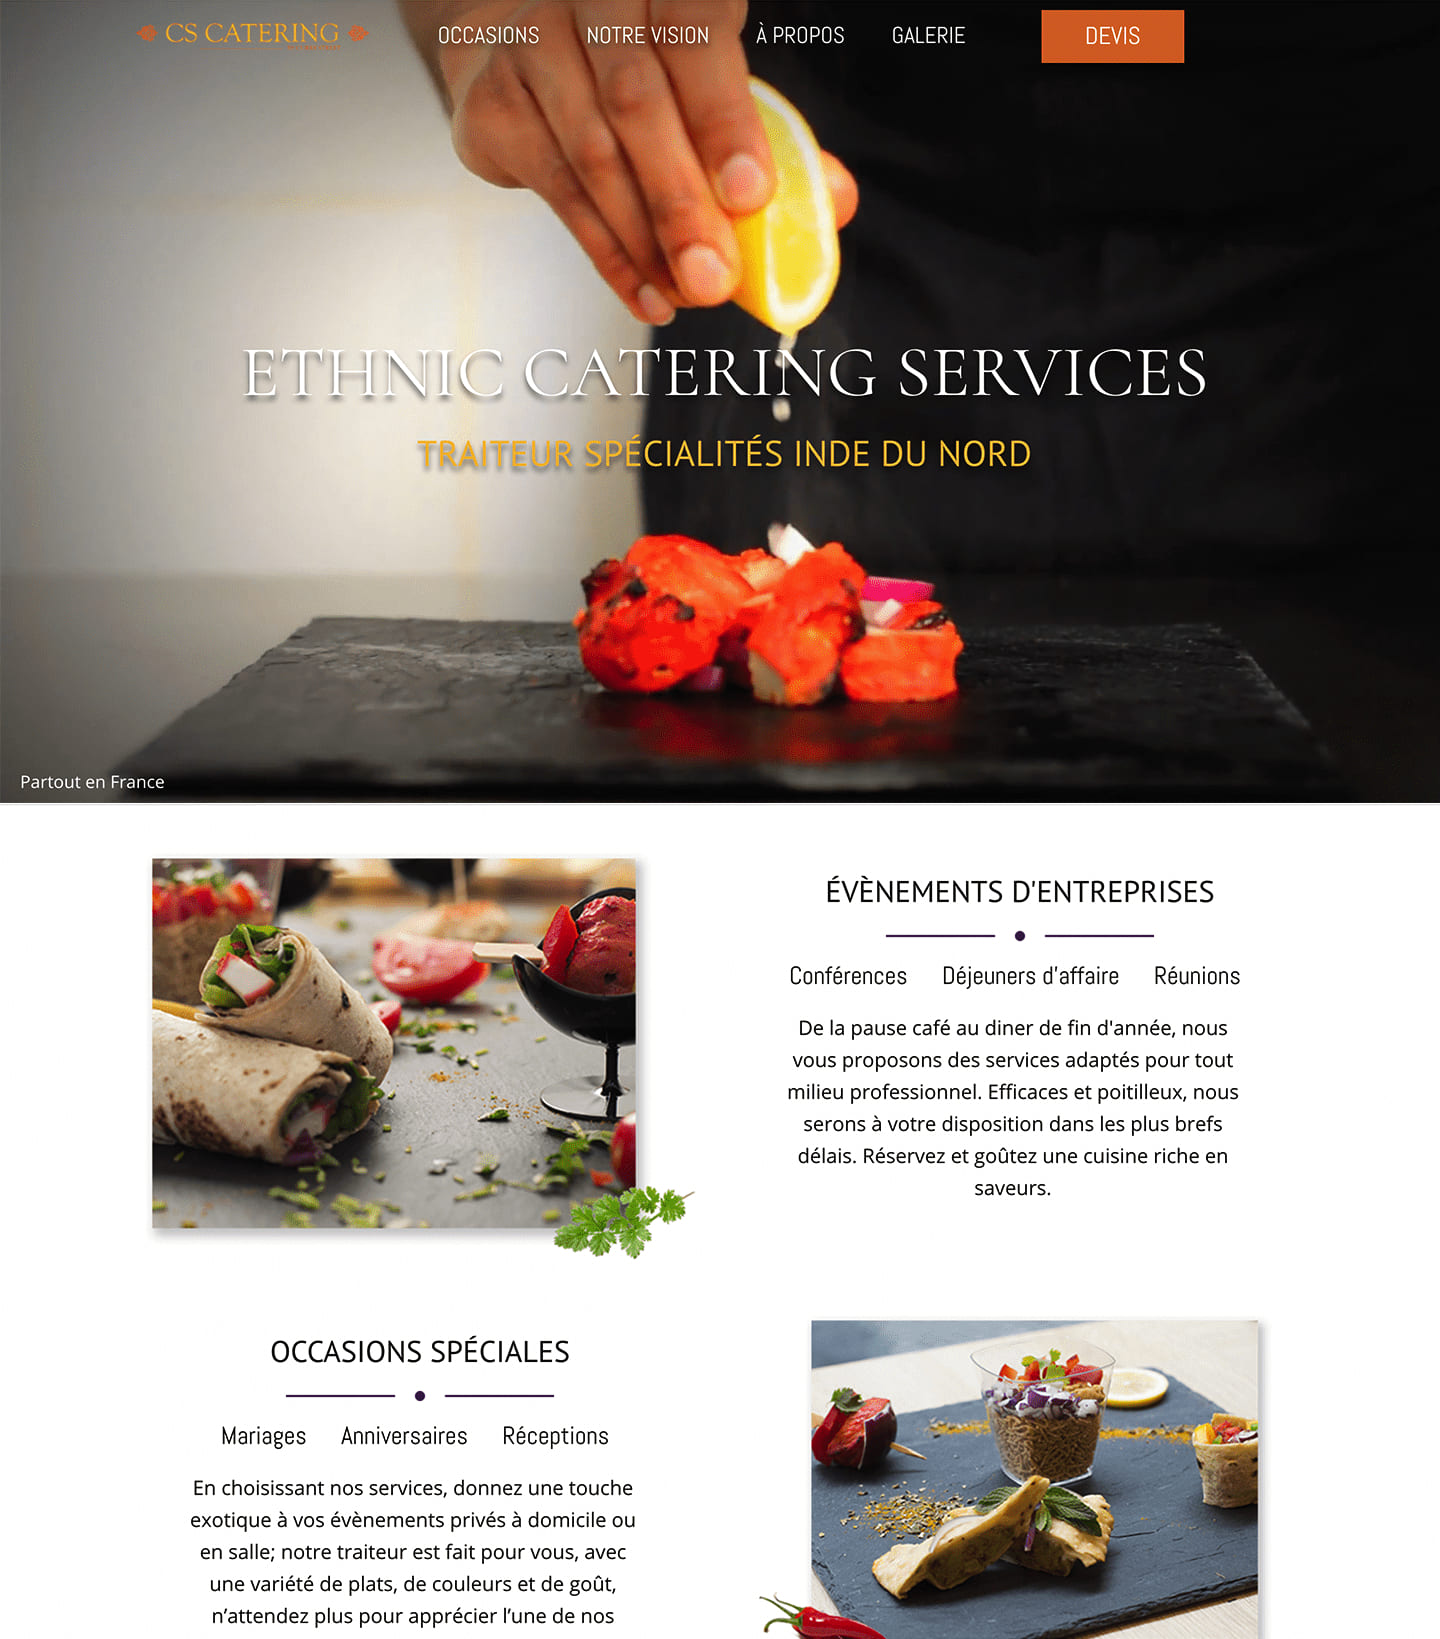 CS CATERING
OCCASIONS
NOTRE VISION
À PROPOS
GALERIE
DEVIS
ETHNIC CATERING SERVICES
TRAITEUR SPÉCIALITÉS INDE DU NORD
Partout en France
ÉVÈNEMENTS D'ENTREPRISES
Conférences Déjeuners d'affaire Réunions
De la pause café au diner de fin d'année, nous
vous proposons des services adaptés pour tout
milieu professionnel. Efficaces et poitilleux, nous
serons à votre disposition dans les plus brefs
délais. Réservez et goûtez une cuisine riche en
saveurs.
OCCASIONS SPÉCIALES
Mariages Anniversaires Réceptions
En choisissant nos services, donnez une touche
exotique à vos évènements privés à domicile ou
en salle; notre traiteur est fait pour vous, avec
une variété de plats, de couleurs et de goût,
n’attendez plus pour apprécier l’une de nos